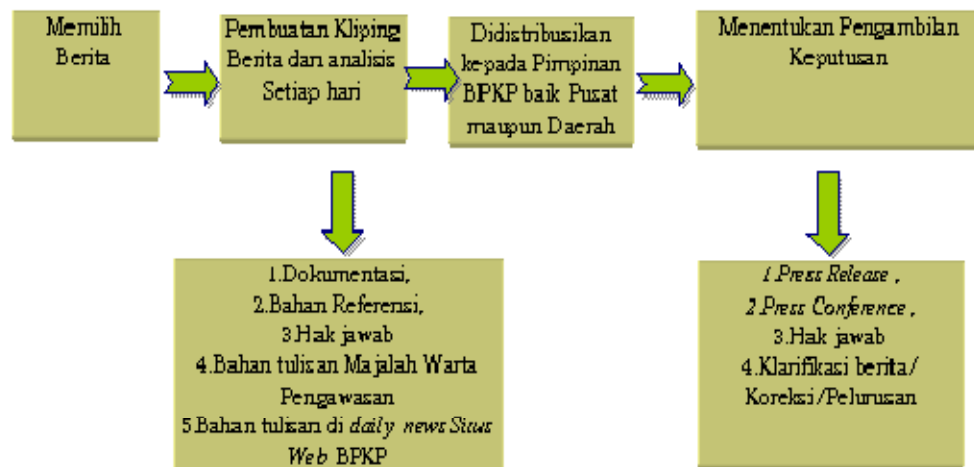 Memilih
Berita
Pembuatan Kliping
Berita dan analisis
Setiap hari
Didistribusikan
kepada Pimpinan
BPKP baik Pusat
maupun Daerah
Menentukan Pengambilan
Keputusan
1.Dokumentasi,
2.Bahan Referensi,
3.Hak jawab
4.Bahan tulisan Majalah Warta
Pengawasan
5.Bahan tulisan di daily news Situs
Web BPKP
1.Press Release ,
2.Press Conference ,
3.Hak jawab
4.Klarifikasi berita/
Koreksi/Pelurusan